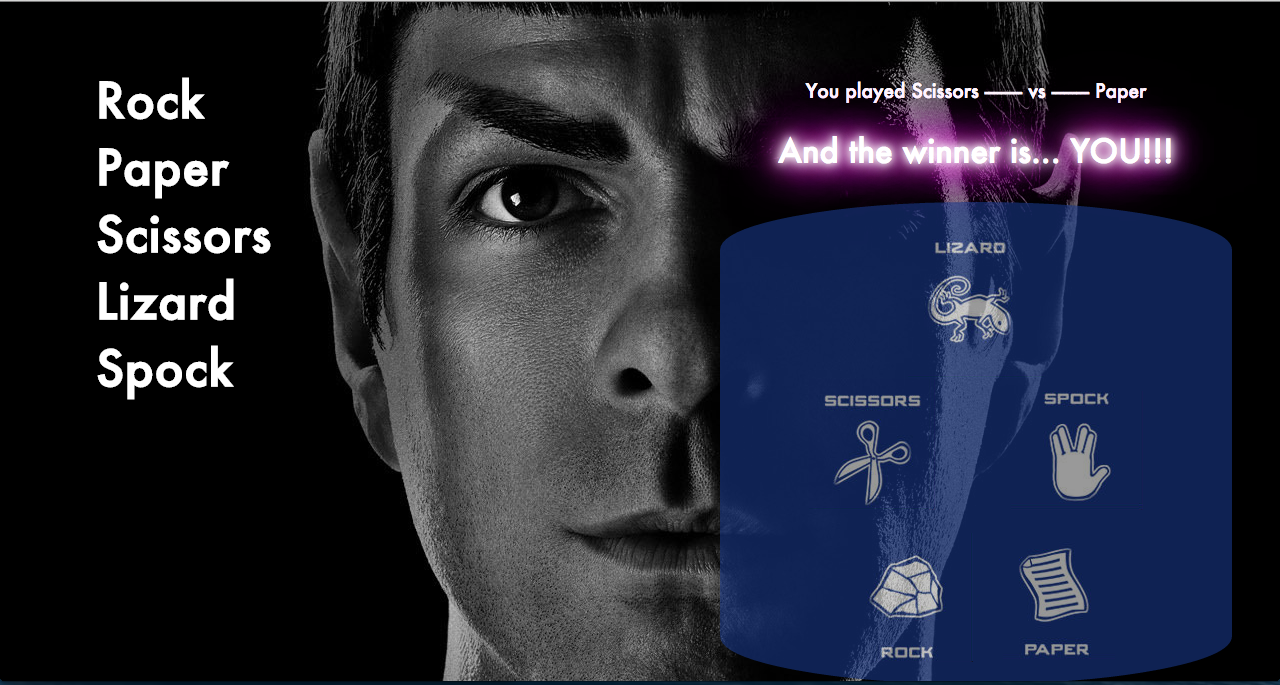 Rock
Paper
Scissors
Lizard
Spock
You played Scissors —— vs —— Paper
And the winner is... YOU!!!
LIZARD
SCISSORS
SPOCK
ROCK
PAPER